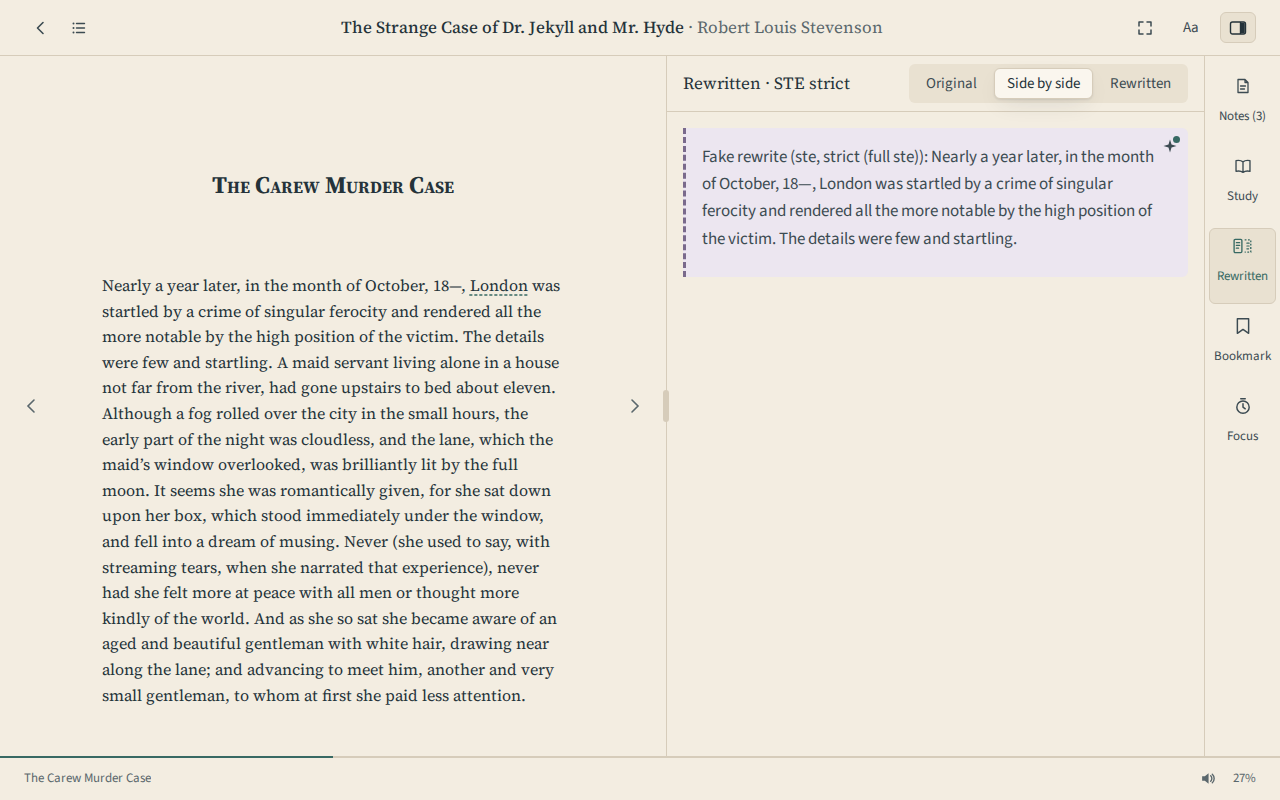 The Strange Case of Dr. Jekyll and Mr. Hyde · Robert Louis Stevenson
Aa
The Carew Murder Case
Nearly a year later, in the month of October, 18—, London was
startled by a crime of singular ferocity and rendered all the
more notable by the high position of the victim. The details
were few and startling. A maid servant living alone in a house
not far from the river, had gone upstairs to bed about eleven.
Although a fog rolled over the city in the small hours, the
early part of the night was cloudless, and the lane, which the
maid’s window overlooked, was brilliantly lit by the full
moon. It seems she was romantically given, for she sat down
upon her box, which stood immediately under the window,
and fell into a dream of musing. Never (she used to say, with
streaming tears, when she narrated that experience), never
had she felt more at peace with all men or thought more
kindly of the world. And as she so sat she became aware of an
aged and beautiful gentleman with white hair, drawing near
along the lane; and advancing to meet him, another and very
small gentleman, to whom at first she paid less attention.
Rewritten · STE strict
Original
Side by side
Rewritten
Fake rewrite (ste, strict (full ste)): Nearly a year later, in the month
of October, 18—, London was startled by a crime of singular
ferocity and rendered all the more notable by the high position of
the victim. The details were few and startling.
Notes (3)
Study
Rewritten
Bookmark
Focus
The Carew Murder Case
27%